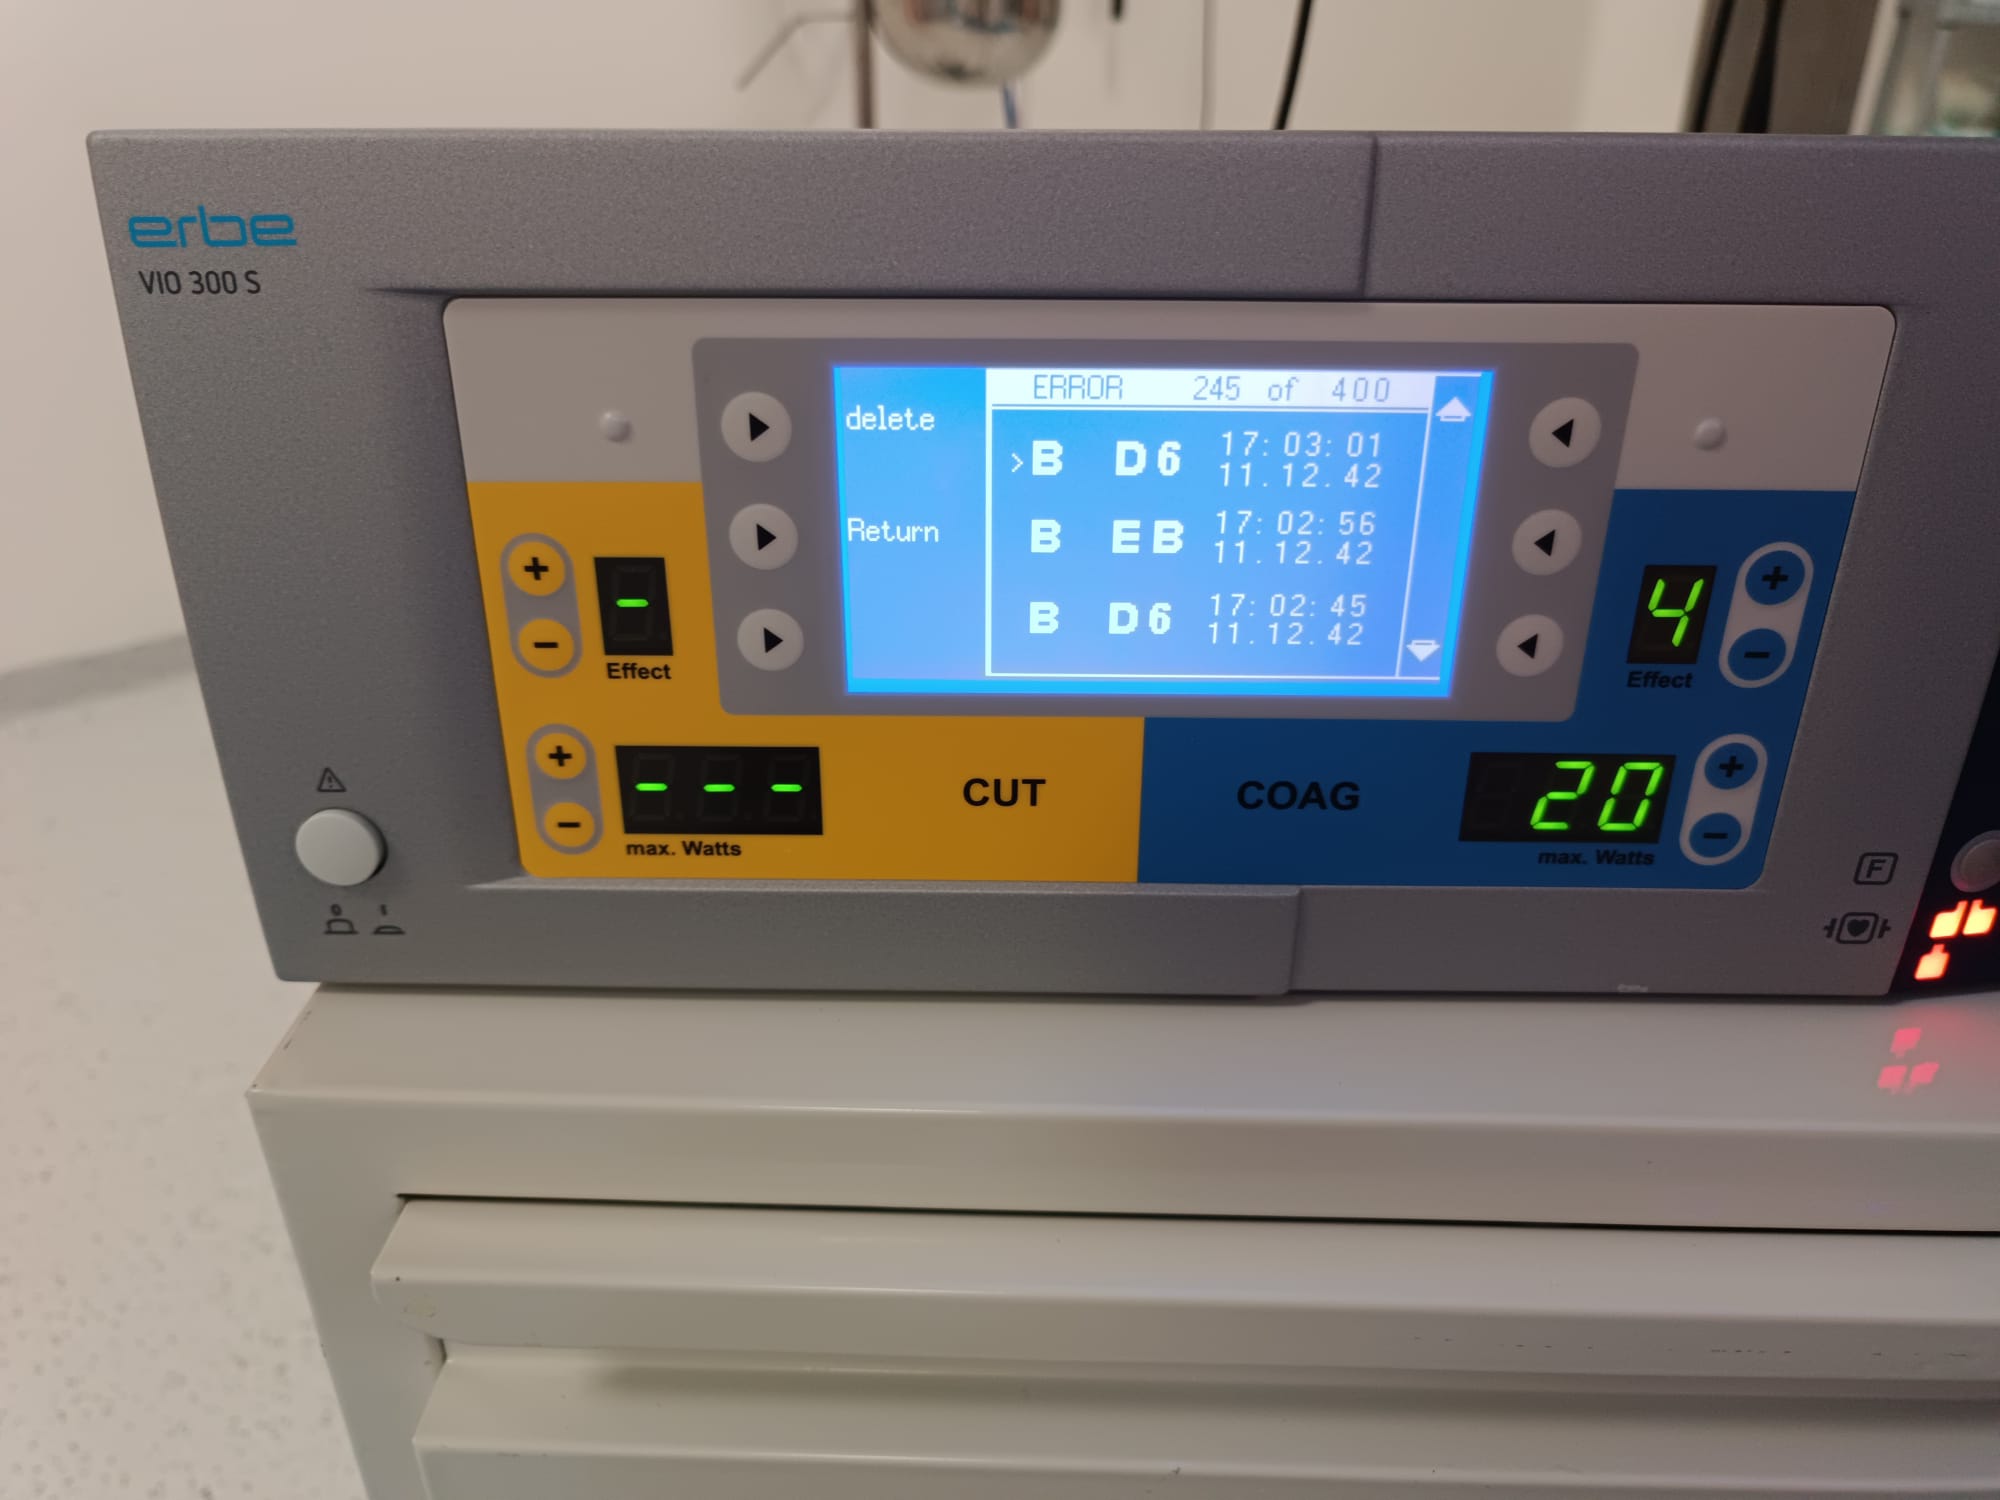 erbe
VIO 300 S
ERROR 245 of 400
delete
>B D6 17:03:01
11.12.42
Return
B EB 17:02:56
11.12.42
B D6 17:02:45
11.12.42
+
-
-
Effect
4
+
-
Effect
+
-
---
max. Watts
CUT
COAG
20
max. Watts
+
-
F